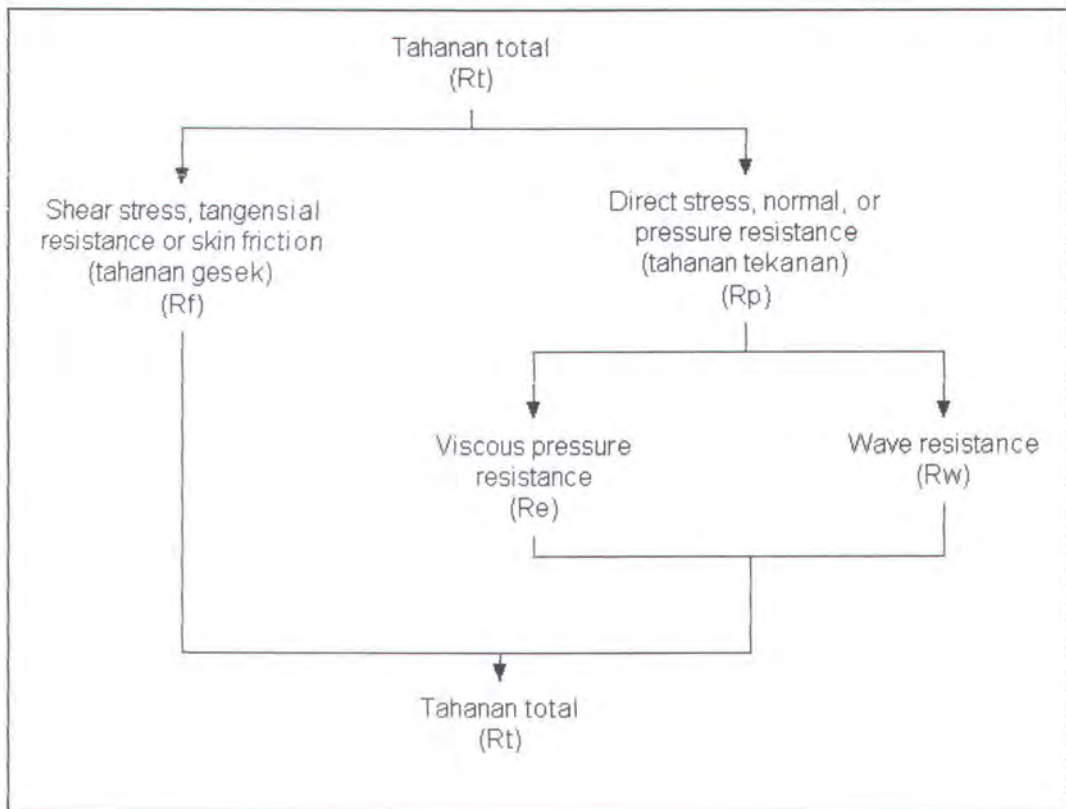 Tahanan total
(Rt)
Shear stress, tangensial
resistance or skin friction
(tahanan gesek)
(Rf)
Direct stress, normal, or
pressure resistance
(tahanan tekanan)
(Rp)
Viscous pressure
resistance
(Re)
Wave resistance
(Rw)
Tahanan total
(Rt)